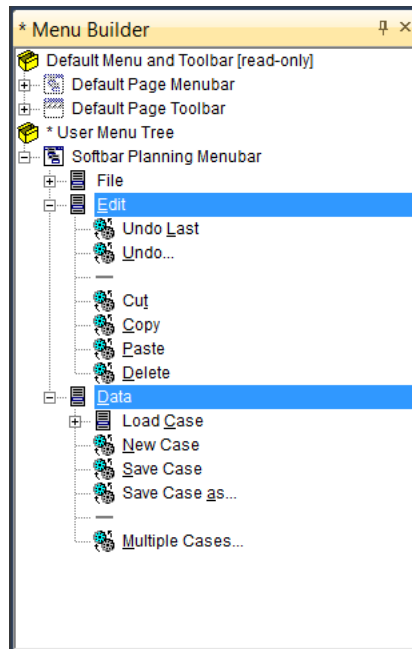 * Menu Builder
Default Menu and Toolbar [read-only]
Default Page Menubar
Default Page Toolbar
* User Menu Tree
Softbar Planning Menubar
File
Edit
Undo Last
Undo...
Cut
Copy
Paste
Delete
Data
Load Case
New Case
Save Case
Save Case as...
Multiple Cases...